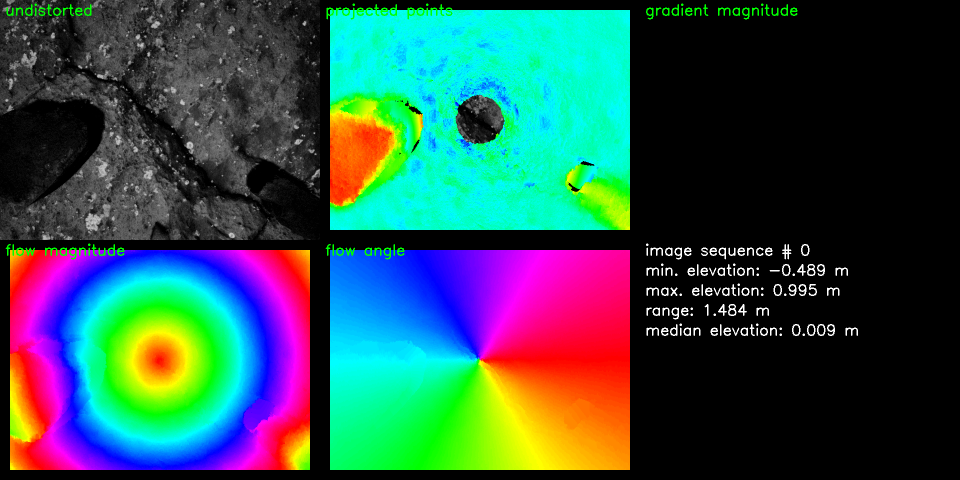 undistorted
projected points
gradient magnitude
flow magnitude
flow angle
image sequence # 0
min. elevation: -0.489 m
max. elevation: 0.995 m
range: 1.484 m
median elevation: 0.009 m